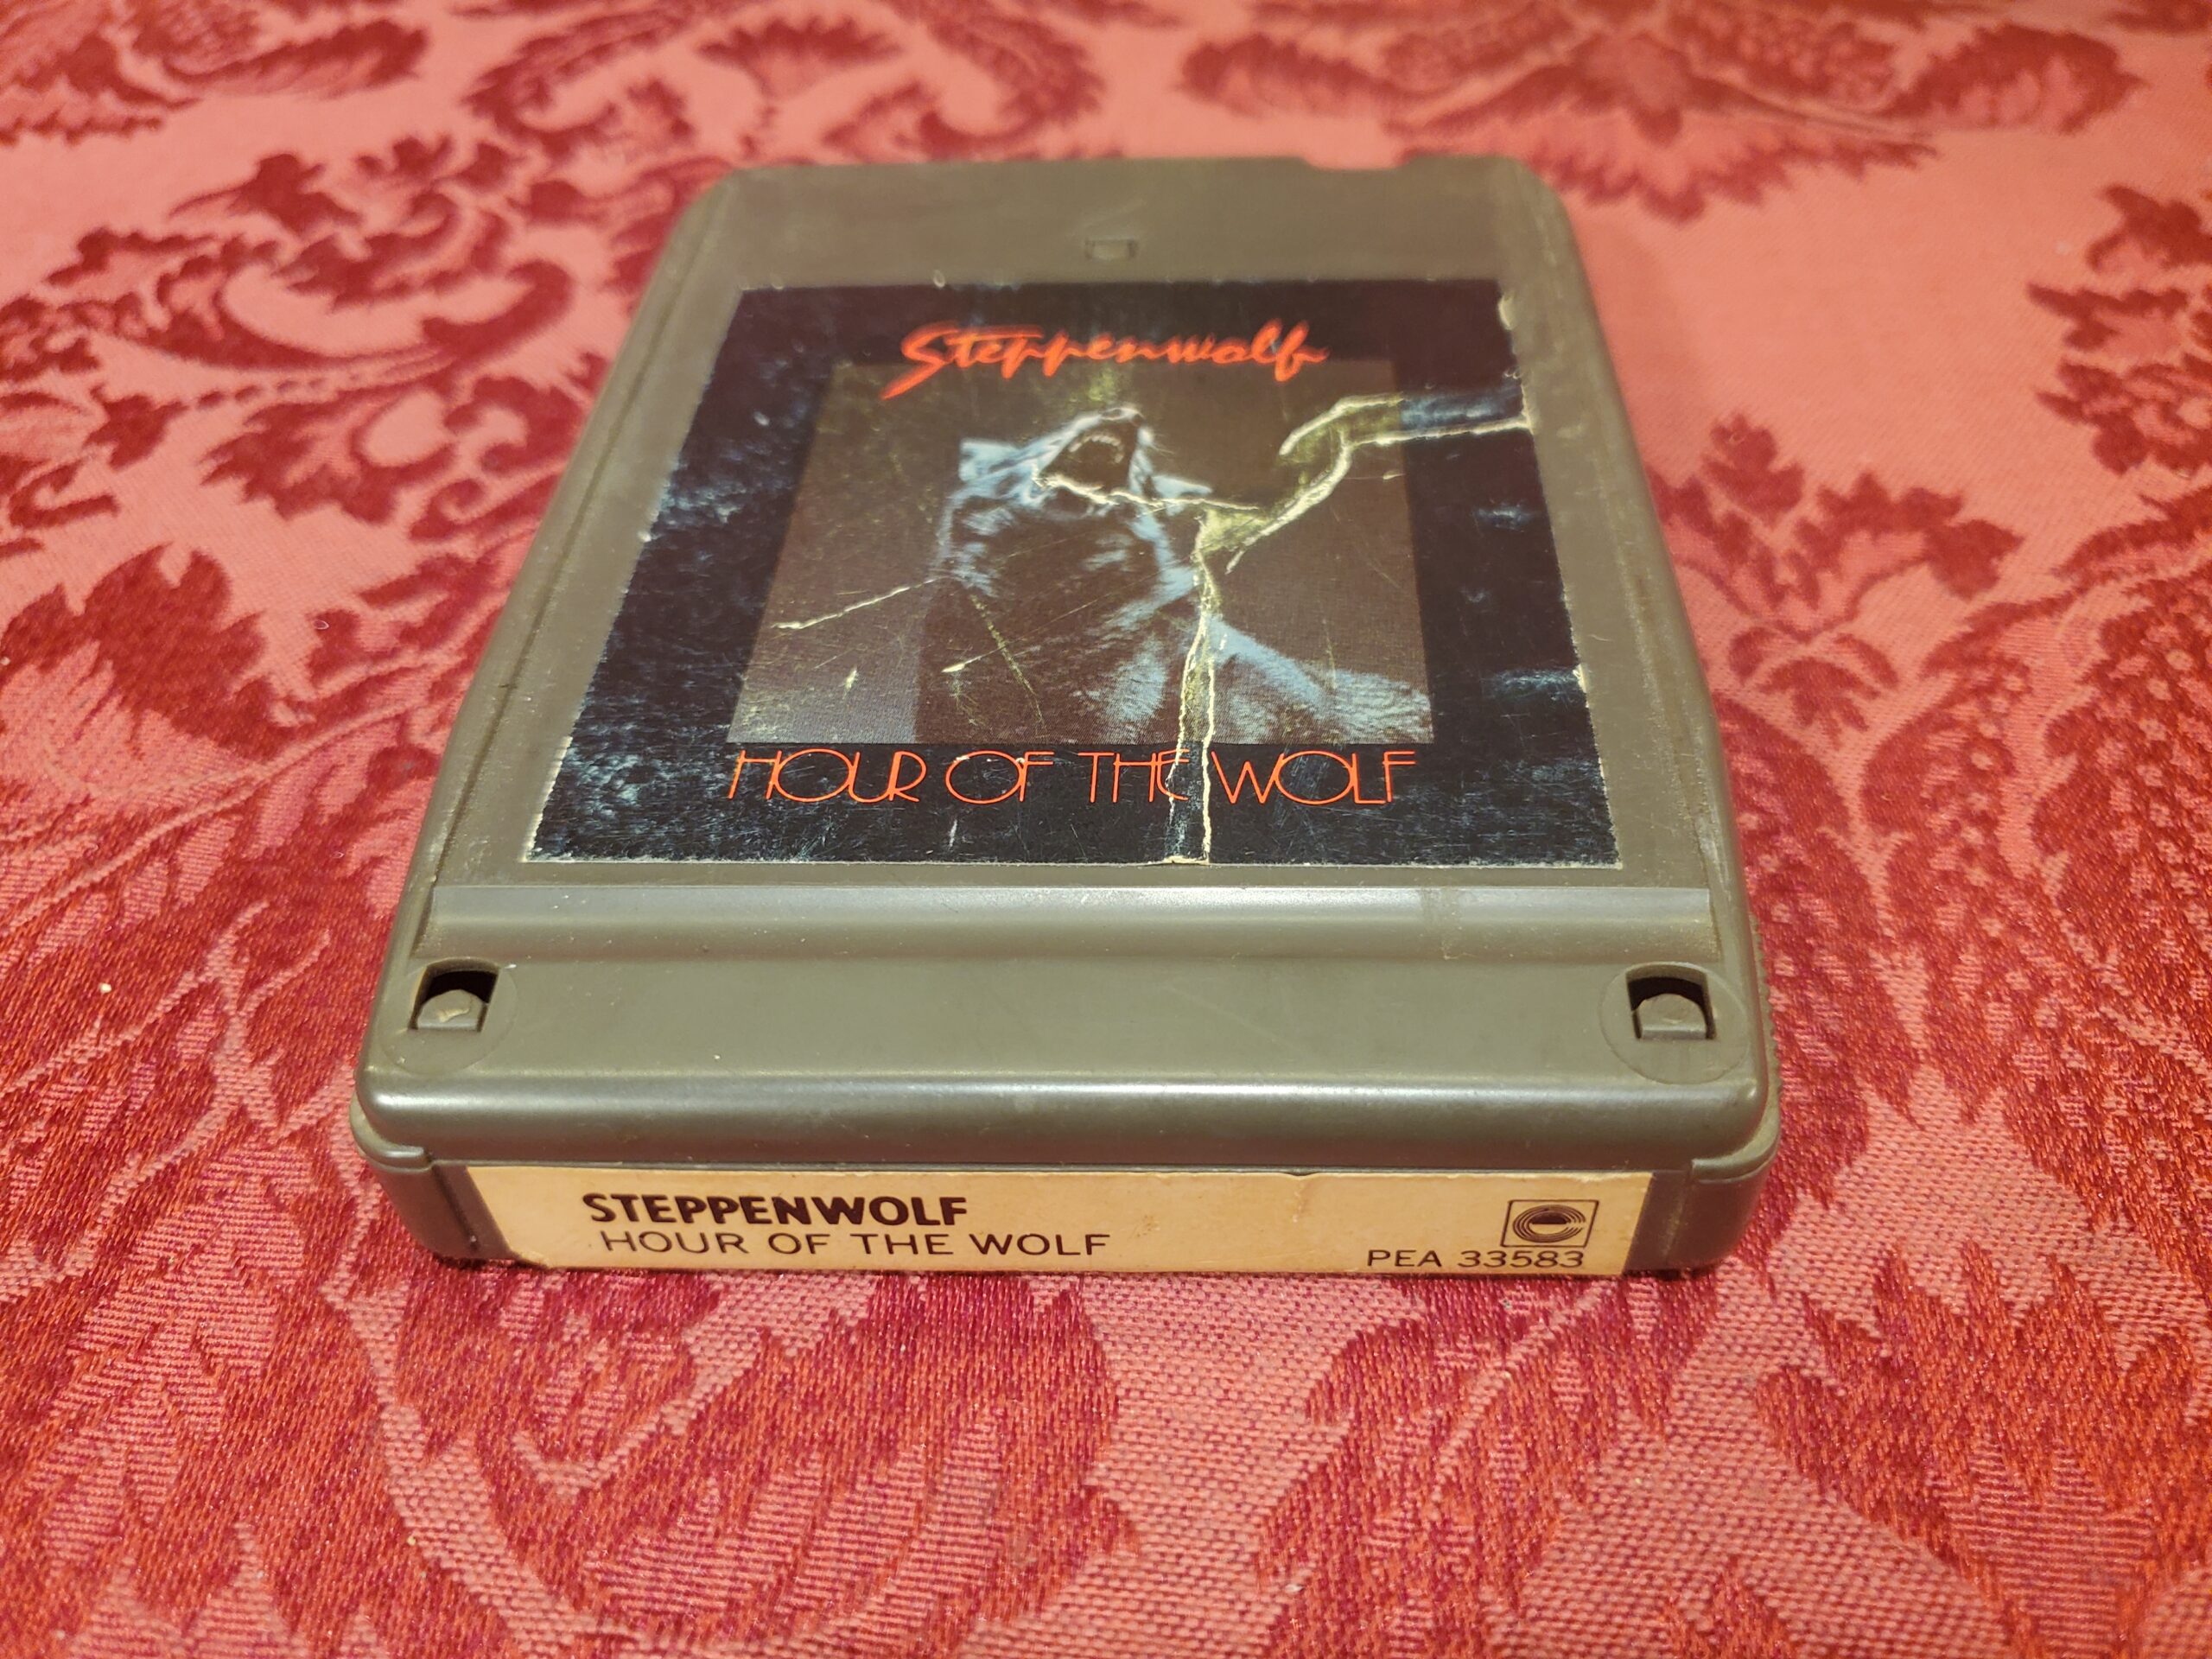 Steppenwolf
HOUR OF THE WOLF
STEPPENWOLF
HOUR OF THE WOLF
PEA 33583